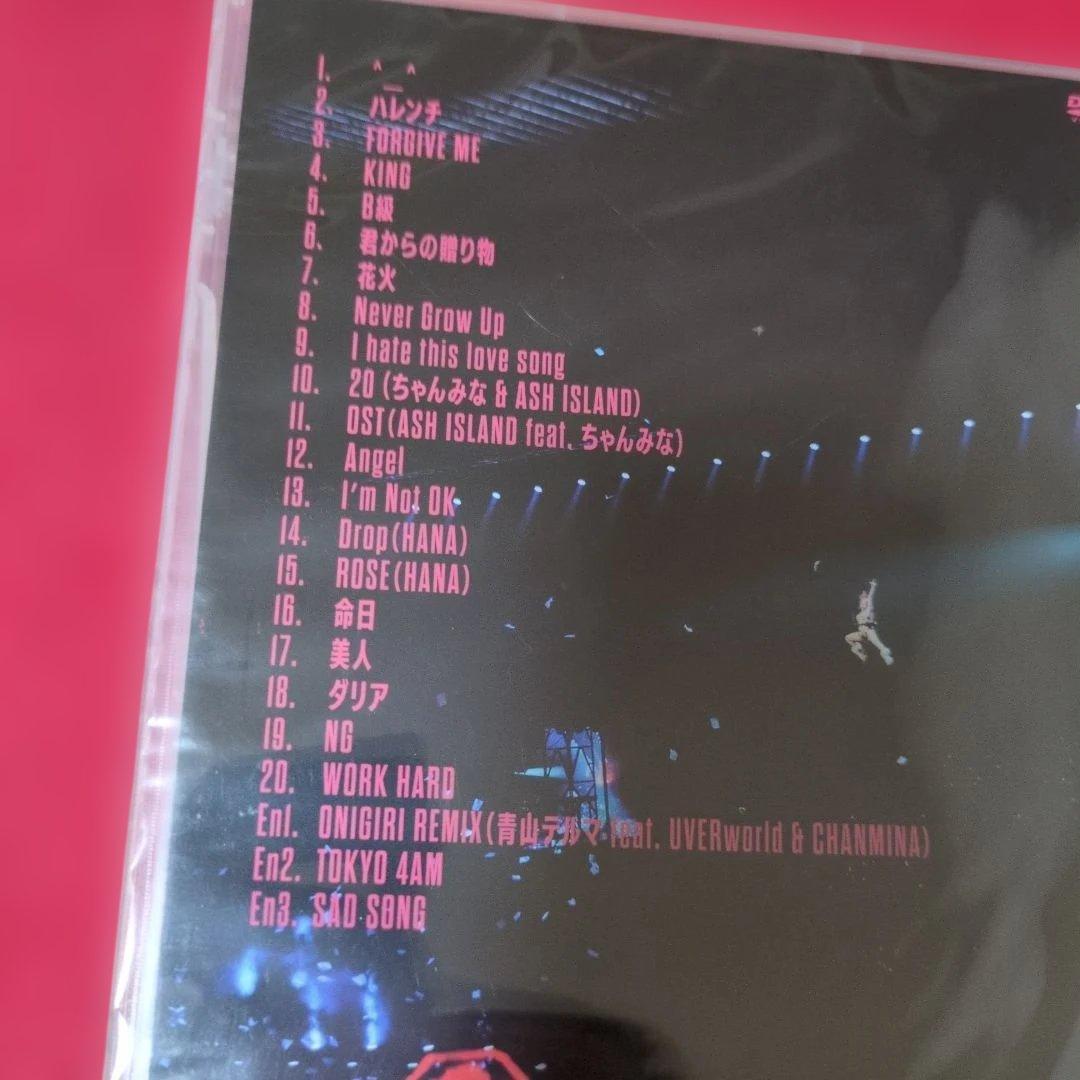 1. ^_^
2. ハレンチ
3. FORGIVE ME
4. KING
5. B級
6. 君からの贈り物
7. 花火
8. Never Grow Up
9. I hate this love song
10. 20 (ちゃんみな & ASH ISLAND)
11. OST(ASH ISLAND feat. ちゃんみな)
12. Angel
13. I'm Not OK
14. Drop(HANA)
15. ROSE(HANA)
16. 命日
17. 美人
18. ダリア
19. NG
20. WORK HARD
En1. ONIGIRI REMIX(青山テルマ feat. UVERworld & CHANMINA)
En2. TOKYO 4AM
En3. SAD SONG